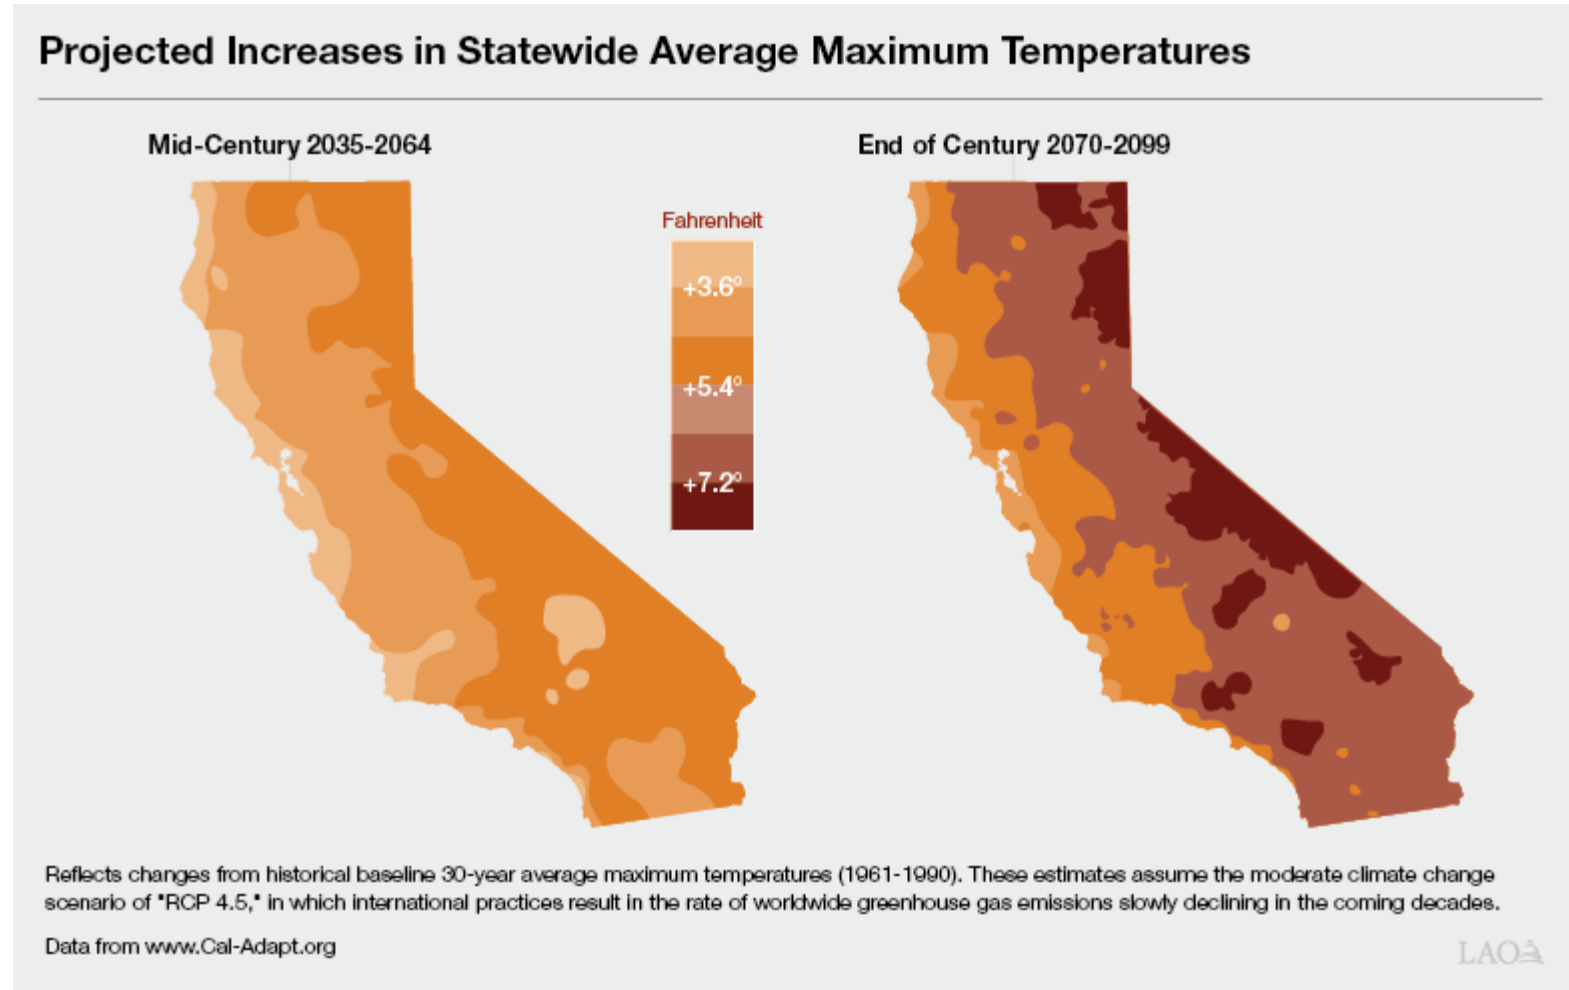 Projected Increases in Statewide Average Maximum Temperatures
Mid-Century 2035-2064
End of Century 2070-2099
Fahrenheit
+3.6º
+5.4º
+7.2º
Reflects changes from historical baseline 30-year average maximum temperatures (1961-1990). These estimates assume the moderate climate change
scenario of "RCP 4.5," in which international practices result in the rate of worldwide greenhouse gas emissions slowly declining in the coming decades.
Data from www.Cal-Adapt.org
LAO